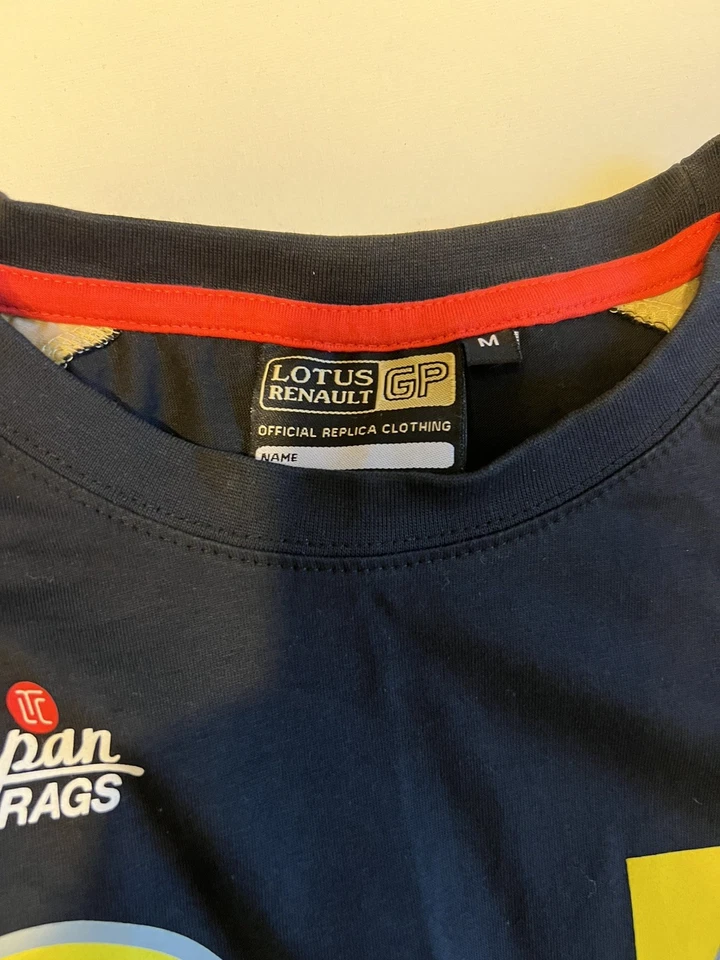 M
LOTUS GP
RENAULT
OFFICIAL REPLICA CLOTHING
NAME
pan
RAGS